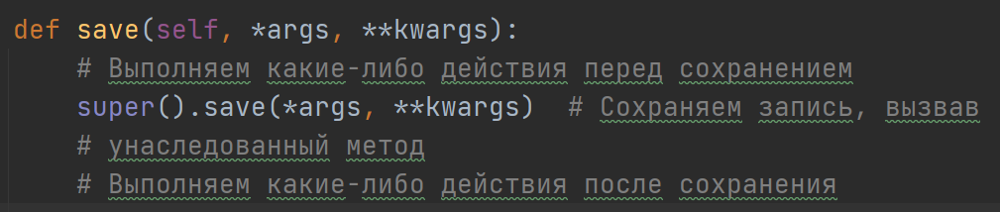 def save(self, *args, **kwargs):
# Выполняем какие-либо действия перед сохранением
super().save(*args, **kwargs)  # Сохраняем запись, вызвав
# унаследованный метод
# Выполняем какие-либо действия после сохранения